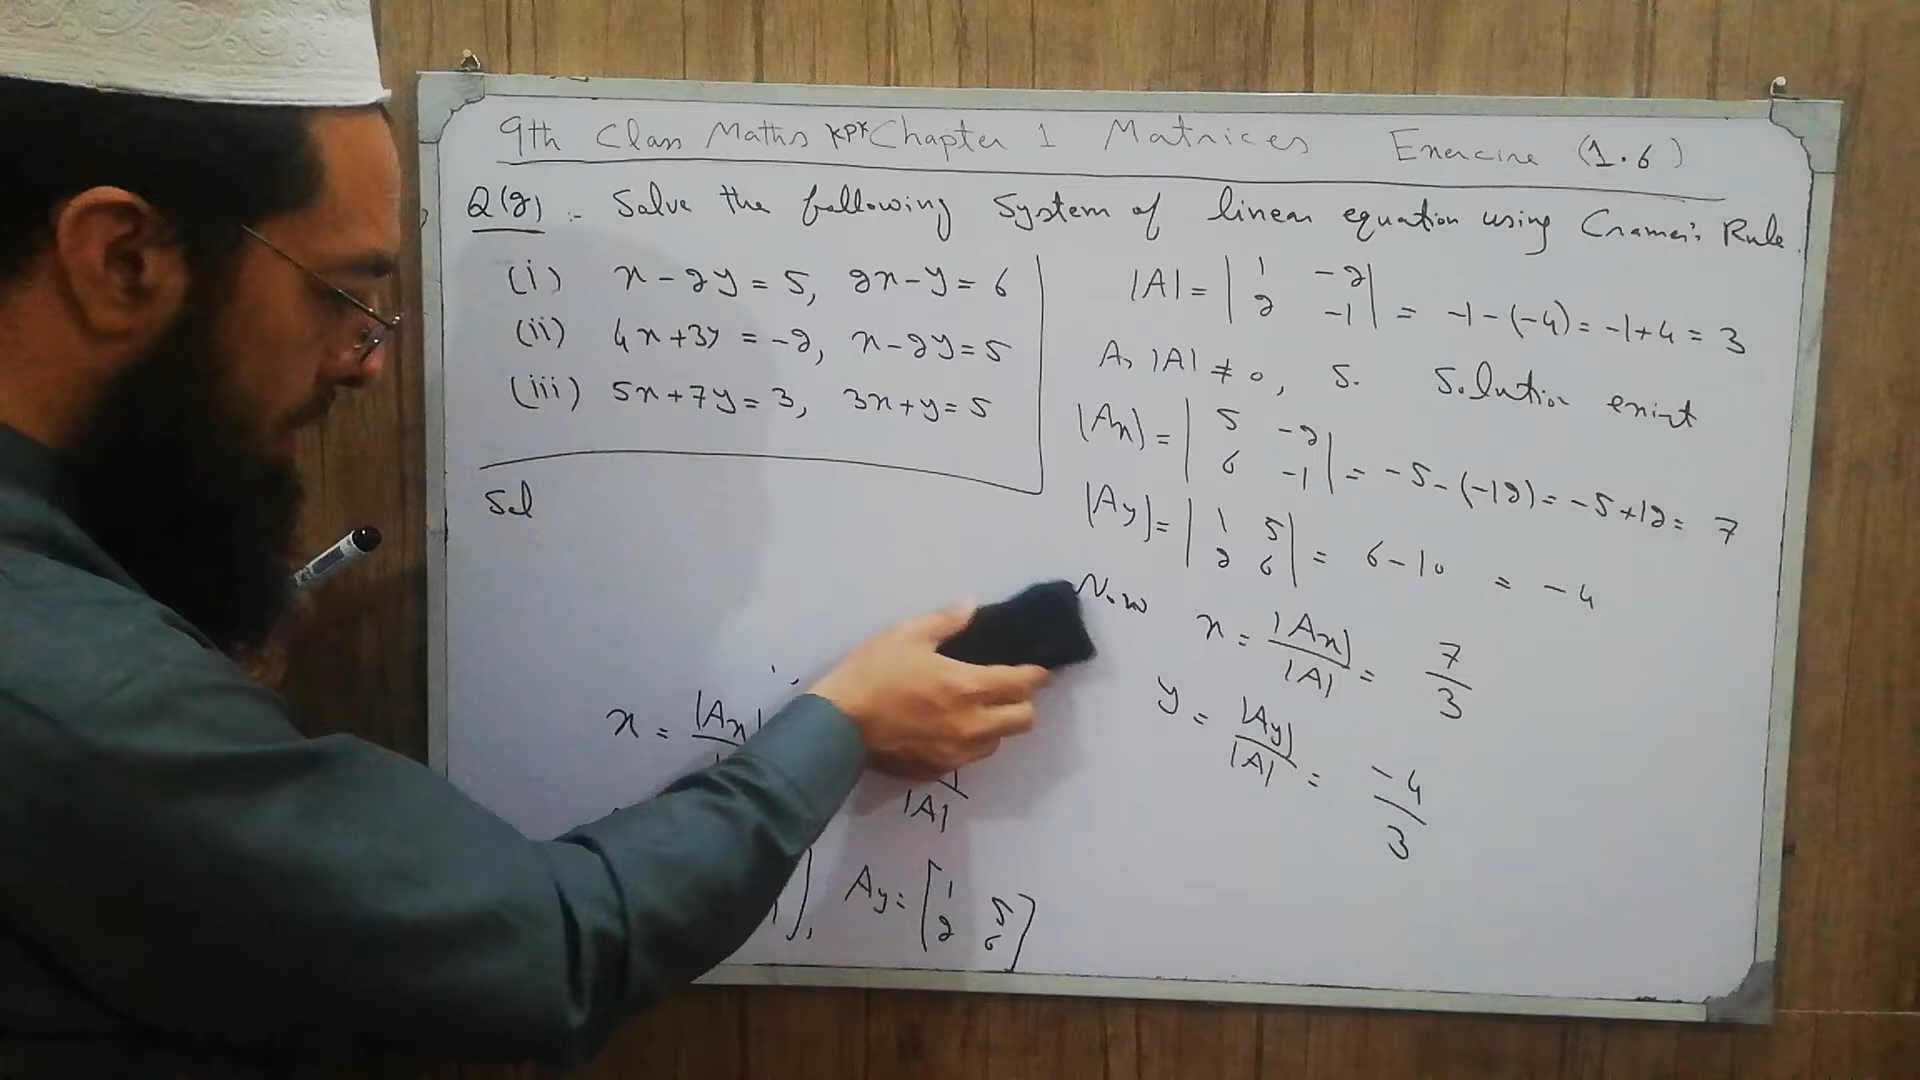 9th Class Maths KPK Chapter 1 Matrices Exercise (1.6)
Q(2) :- Solve the following System of linear equation using Cramer's Rule.
(i) x - 2y = 5, 2x - y = 6
(ii) 4x + 3y = -2, x - 2y = 5
(iii) 5x + 7y = 3, 3x + y = 5
Sol
x = |Ax|
|A|
], Ay = [1 5
2 6]
|A| = |1 -2
2 -1| = -1 - (-4) = -1 + 4 = 3
As |A| ≠ 0, So Solution exist
|Ax| = |5 -2
6 -1| = -5 - (-12) = -5 + 12 = 7
|Ay| = |1 5
2 6| = 6 - 10 = -4
Now x = |Ax|/|A| = 7/3
y = |Ay|/|A| = -4/3